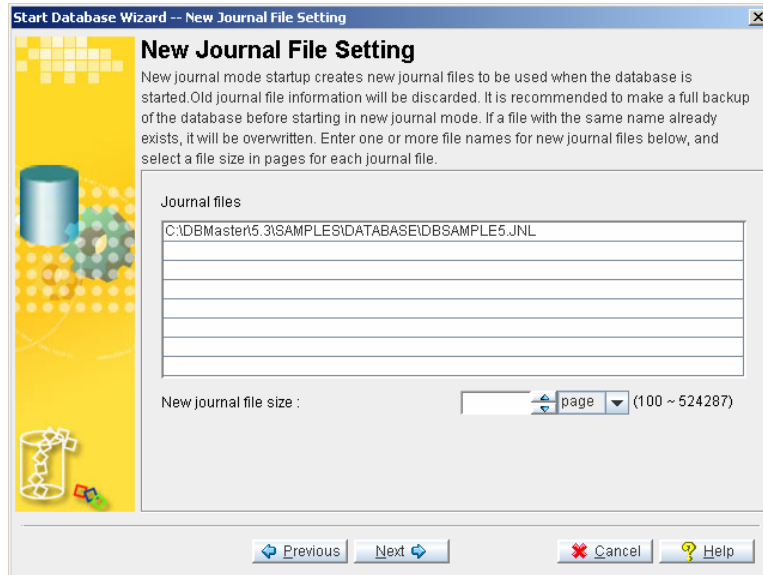 Start Database Wizard -- New Journal File Setting
New Journal File Setting
New journal mode startup creates new journal files to be used when the database is
started.Old journal file information will be discarded. It is recommended to make a full backup
of the database before starting in new journal mode. If a file with the same name already
exists, it will be overwritten. Enter one or more file names for new journal files below, and
select a file size in pages for each journal file.
Journal files
C:\DBMaster\5.3\SAMPLES\DATABASE\DBSAMPLE5.JNL
New journal file size : page (100 ~ 524287)
Previous Next Cancel Help